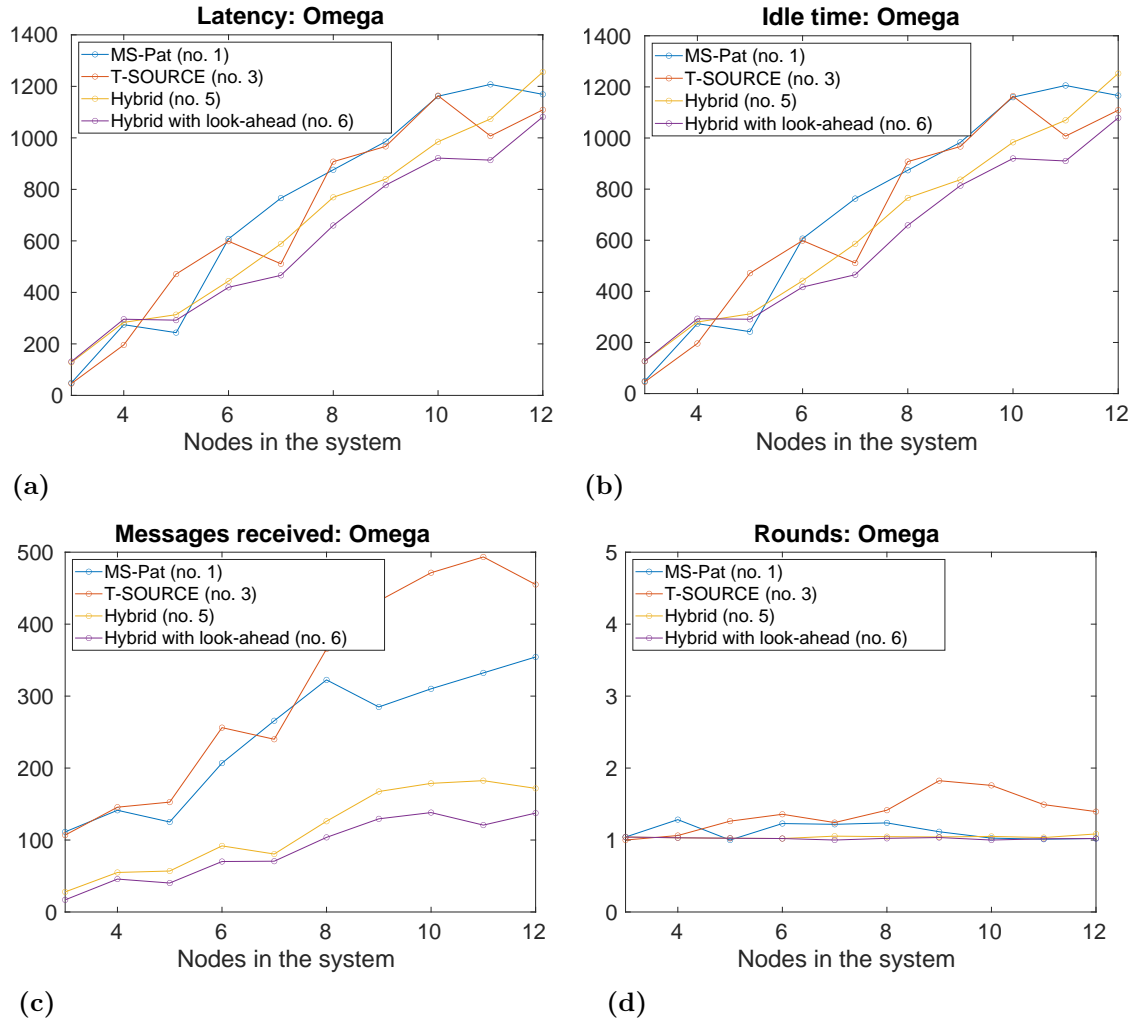 Latency: Omega
1400
1200
1000
800
600
400
200
0
MS-Pat (no. 1)
T-SOURCE (no. 3)
Hybrid (no. 5)
Hybrid with look-ahead (no. 6)
4 6 8 10 12
Nodes in the system
(a)
Idle time: Omega
1400
1200
1000
800
600
400
200
0
MS-Pat (no. 1)
T-SOURCE (no. 3)
Hybrid (no. 5)
Hybrid with look-ahead (no. 6)
4 6 8 10 12
Nodes in the system
(b)
Messages received: Omega
500
400
300
200
100
0
MS-Pat (no. 1)
T-SOURCE (no. 3)
Hybrid (no. 5)
Hybrid with look-ahead (no. 6)
4 6 8 10 12
Nodes in the system
(c)
Rounds: Omega
5
4
3
2
1
0
MS-Pat (no. 1)
T-SOURCE (no. 3)
Hybrid (no. 5)
Hybrid with look-ahead (no. 6)
4 6 8 10 12
Nodes in the system
(d)